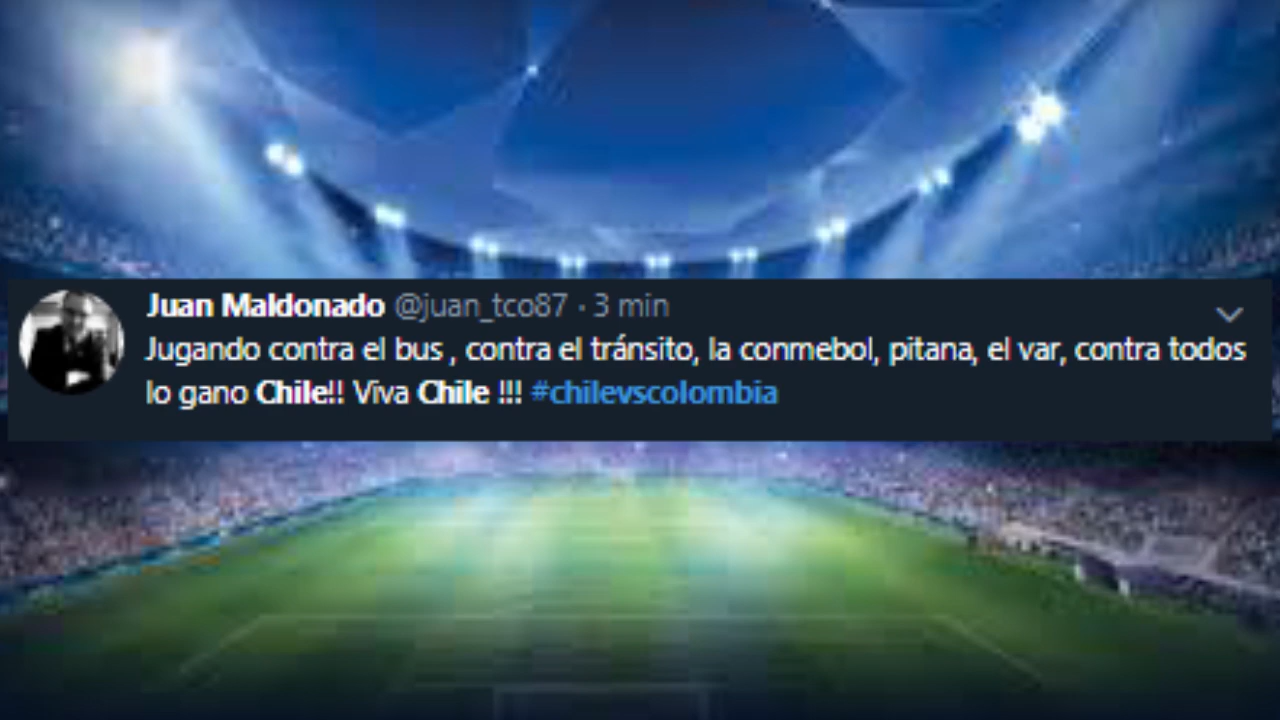 Juan Maldonado @juan_tco87 · 3 min
Jugando contra el bus , contra el tránsito, la conmebol, pitana, el var, contra todos
lo gano Chile!! Viva Chile !!! #chilevscolombia